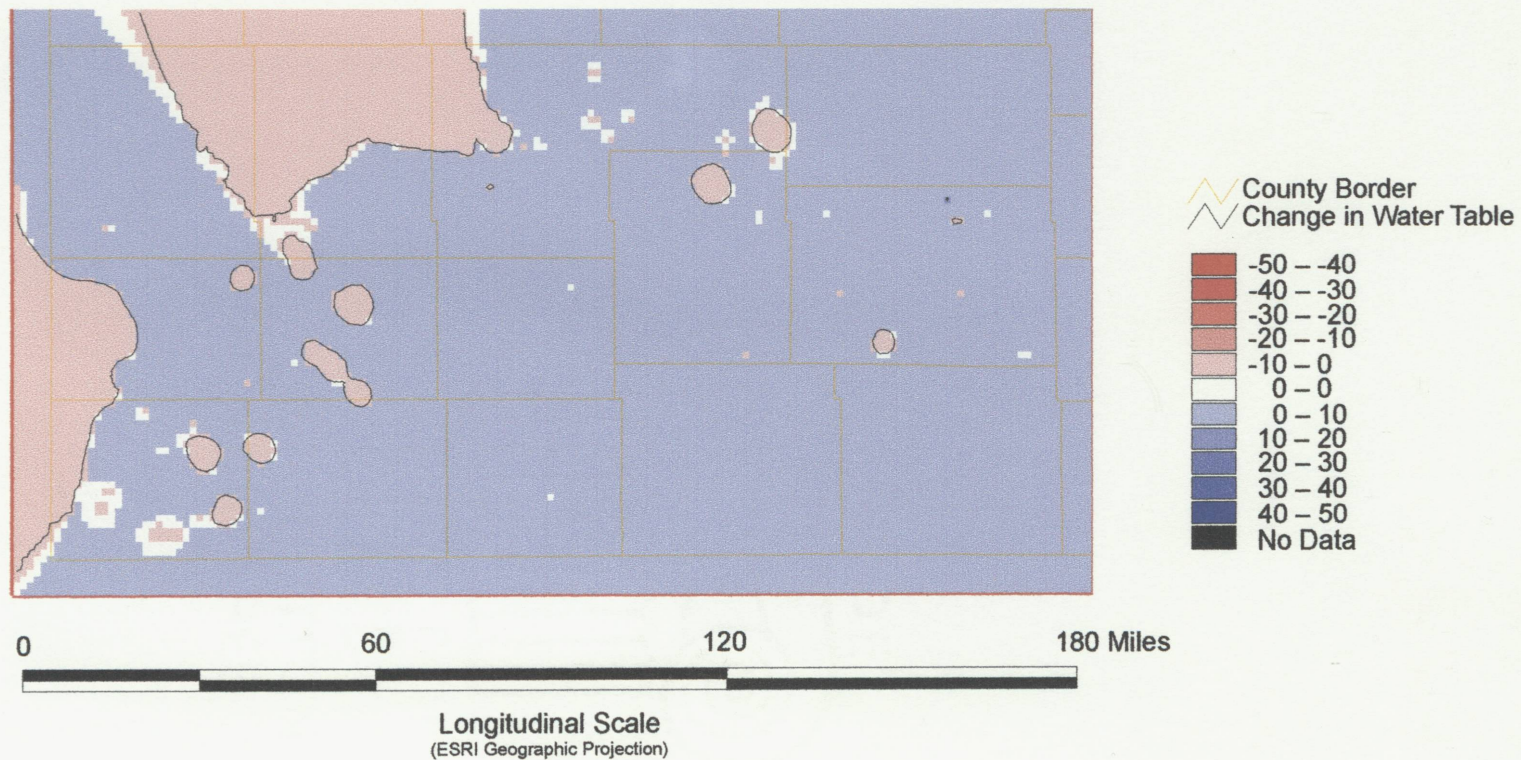 County Border
Change in Water Table
-50 – -40
-40 – -30
-30 – -20
-20 – -10
-10 – 0
0 – 0
0 – 10
10 – 20
20 – 30
30 – 40
40 – 50
No Data
0 60 120 180 Miles
Longitudinal Scale
(ESRI Geographic Projection)